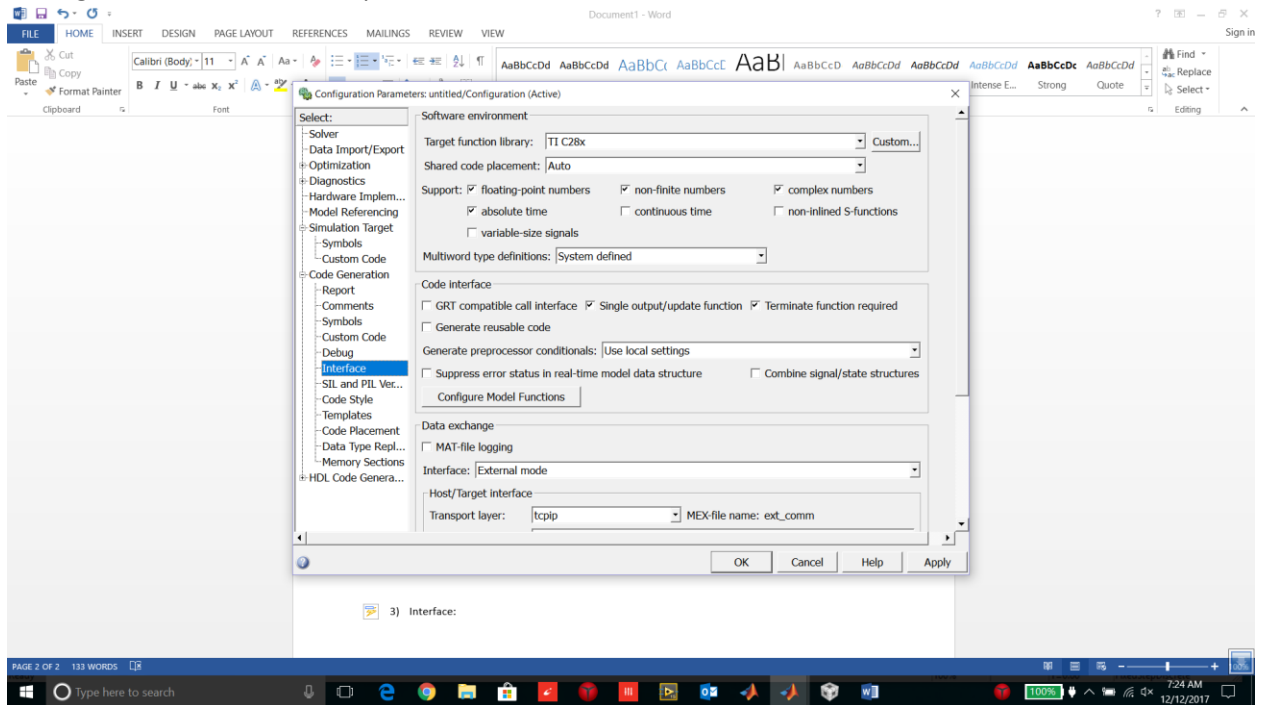 Document1 - Word
Sign in
FILE HOME INSERT DESIGN PAGE LAYOUT REFERENCES MAILINGS REVIEW VIEW
Paste
Cut
Copy
Format Painter
Clipboard
Calibri (Body) 11
Font
AaBbCcDd AaBbCcDd AaBbC( AaBbCcE AaBl AaBbCcD AaBbCcDd AaBbCcDd AaBbCcDd AaBbCcDc AaBbCcDd
Intense E... Strong Quote
Find
Replace
Select
Editing
Configuration Parameters: untitled/Configuration (Active)
Select:
Solver
Data Import/Export
Optimization
Diagnostics
Hardware Implem...
Model Referencing
Simulation Target
Symbols
Custom Code
Code Generation
Report
Comments
Symbols
Custom Code
Debug
Interface
SIL and PIL Ver...
Code Style
Templates
Code Placement
Data Type Repl...
Memory Sections
HDL Code Genera...
Software environment
Target function library: TI C28x Custom...
Shared code placement: Auto
Support: floating-point numbers non-finite numbers complex numbers
absolute time continuous time non-inlined S-functions
variable-size signals
Multiword type definitions: System defined
Code interface
GRT compatible call interface Single output/update function Terminate function required
Generate reusable code
Generate preprocessor conditionals: Use local settings
Suppress error status in real-time model data structure Combine signal/state structures
Configure Model Functions
Data exchange
MAT-file logging
Interface: External mode
Host/Target interface
Transport layer: tcpip MEX-file name: ext_comm
OK Cancel Help Apply
3) Interface:
PAGE 2 OF 2 133 WORDS
100%
Type here to search
100%
7:24 AM
12/12/2017